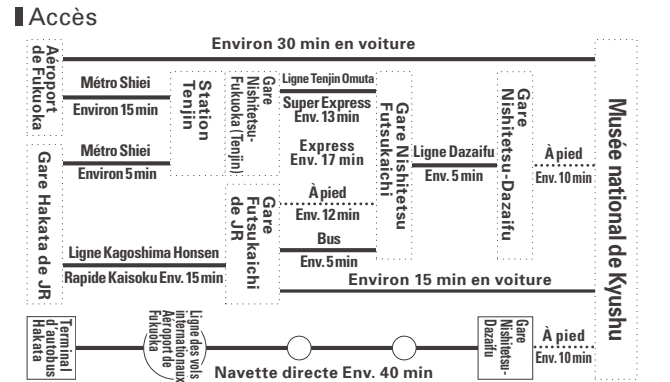 Accès
Environ 30 min en voiture
Aéroport
de Fukuoka
Métro Shiei
Environ 15 min
Station
Tenjin
Gare
Nishitetsu-
Fukuoka (Tenjin)
Ligne Tenjin Omuta
Super Express
Env. 13 min
Express
Env. 17 min
Gare Nishitetsu
Futsukaichi
Ligne Dazaifu
Env. 5 min
Gare
Nishitetsu-Dazaifu
À pied
Env. 10 min
Musée national de Kyushu
Gare Hakata de JR
Métro Shiei
Environ 5 min
Gare
Futsukaichi
de JR
À pied
Env. 12 min
Bus
Env. 5 min
Ligne Kagoshima Honsen
Rapide Kaisoku Env. 15 min
Environ 15 min en voiture
Terminal
d'autobus
Hakata
Ligne des vols
internationaux
Aéroport de
Fukuoka
Navette directe Env. 40 min
Gare
Nishitetsu-
Dazaifu
À pied
Env. 10 min